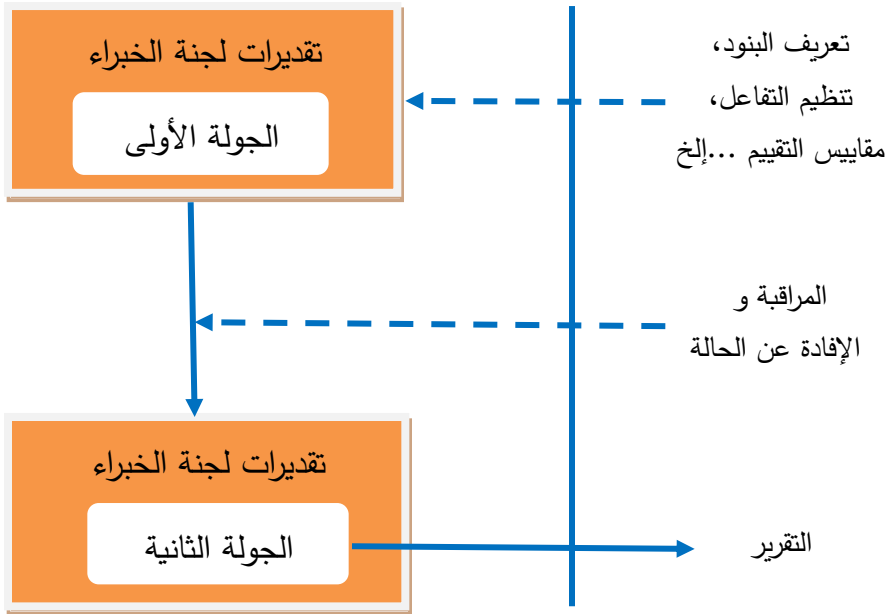 تعريف البنود،
تنظيم التفاعل،
مقاييس التقييم ...إلخ
تقديرات لجنة الخبراء
الجولة الأولى
المراقبة و
الإفادة عن الحالة
تقديرات لجنة الخبراء
الجولة الثانية
التقرير